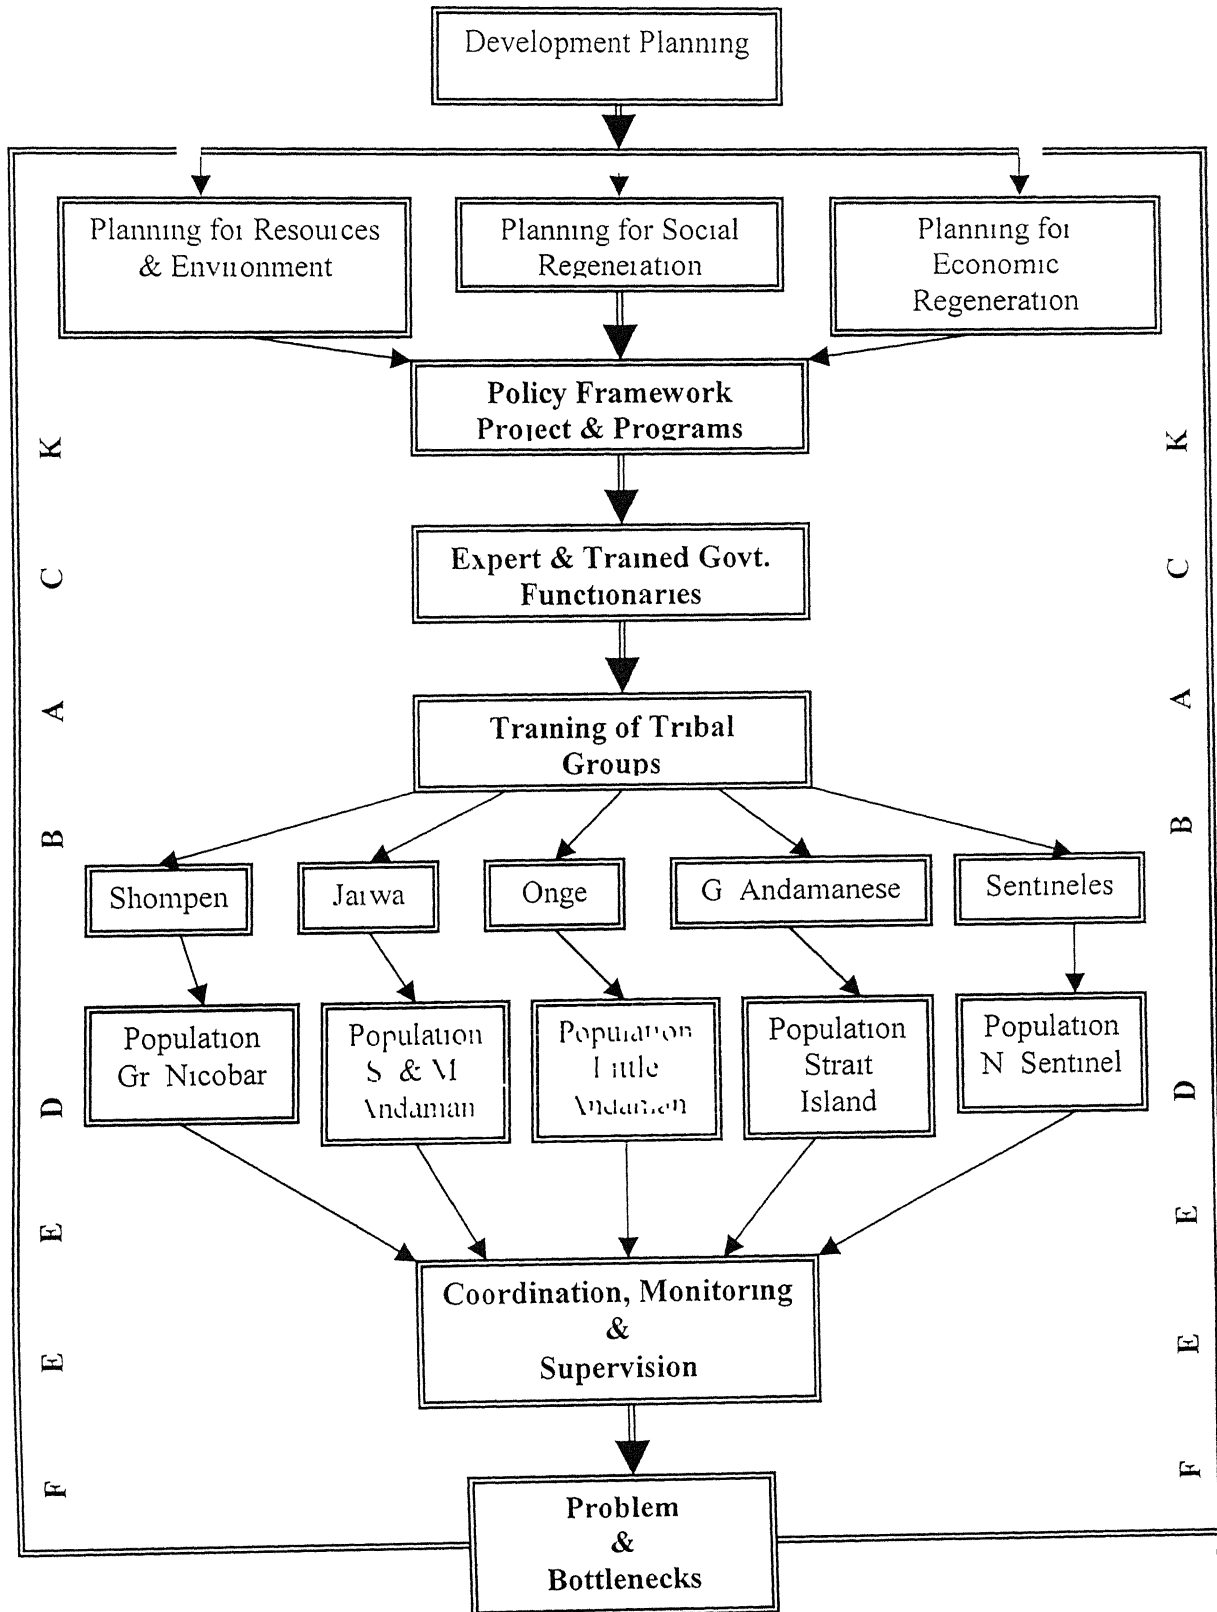 Development Planning
Planning for Resources
& Environment
Planning for Social
Regeneration
Planning for
Economic
Regeneration
Policy Framework
Project & Programs
Expert & Trained Govt.
Functionaries
Training of Tribal
Groups
Shompen
Jarwa
Onge
G Andamanese
Sentineles
Population
Gr Nicobar
Population
S & M
Andaman
Population
Little
Andaman
Population
Strait
Island
Population
N Sentinel
Coordination, Monitoring
&
Supervision
Problem
&
Bottlenecks
F E E D B A C K
F E E D B A C K